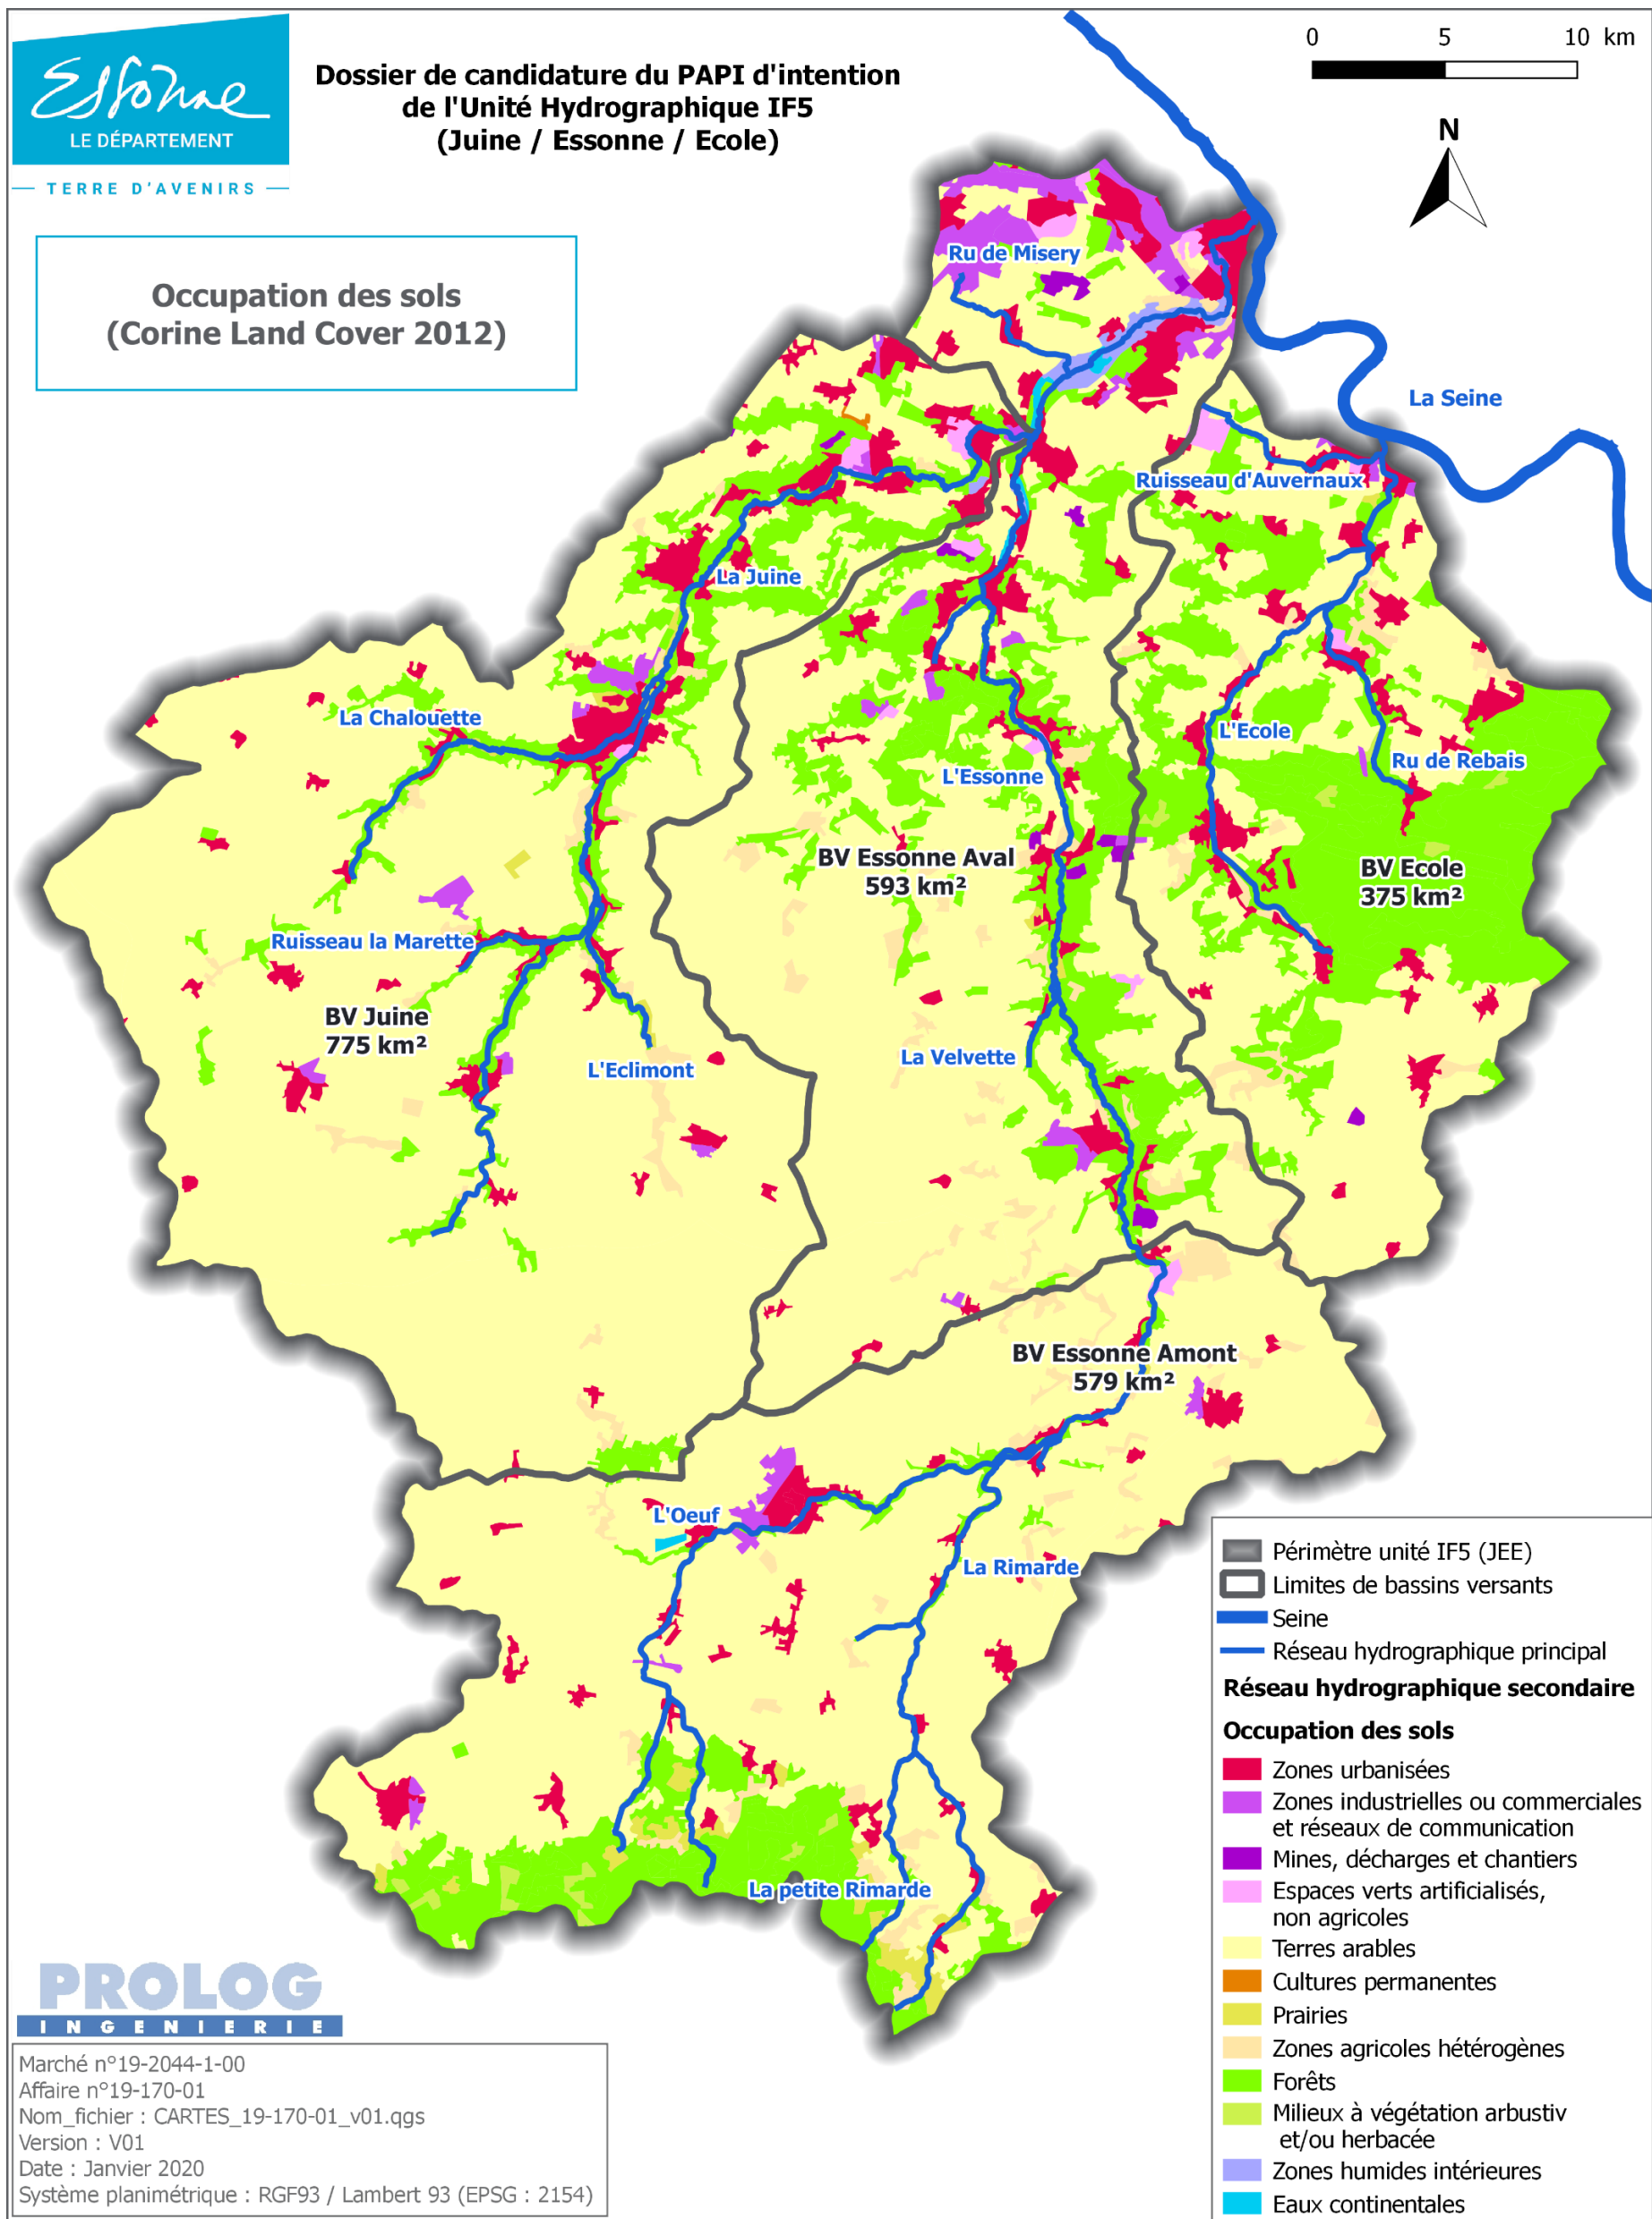 Essonne
LE DÉPARTEMENT
TERRE D'AVENIRS
Dossier de candidature du PAPI d'intention
de l'Unité Hydrographique IF5
(Juine / Essonne / Ecole)
0 5 10 km
N
Occupation des sols
(Corine Land Cover 2012)
Ru de Misery
La Seine
Ruisseau d'Auvernaux
La Juine
La Chalouette
L'Ecole
Ru de Rebais
L'Essonne
BV Essonne Aval
593 km²
BV Ecole
375 km²
Ruisseau la Marette
BV Juine
775 km²
L'Eclimont
La Velvette
BV Essonne Amont
579 km²
L'Oeuf
La Rimarde
La petite Rimarde
Périmètre unité IF5 (JEE)
Limites de bassins versants
Seine
Réseau hydrographique principal
Réseau hydrographique secondaire
Occupation des sols
Zones urbanisées
Zones industrielles ou commerciales
et réseaux de communication
Mines, décharges et chantiers
Espaces verts artificialisés,
non agricoles
Terres arables
Cultures permanentes
Prairies
Zones agricoles hétérogènes
Forêts
Milieux à végétation arbustiv
et/ou herbacée
Zones humides intérieures
Eaux continentales
PROLOG
INGENIERIE
Marché n°19-2044-1-00
Affaire n°19-170-01
Nom_fichier : CARTES_19-170-01_v01.qgs
Version : V01
Date : Janvier 2020
Système planimétrique : RGF93 / Lambert 93 (EPSG : 2154)